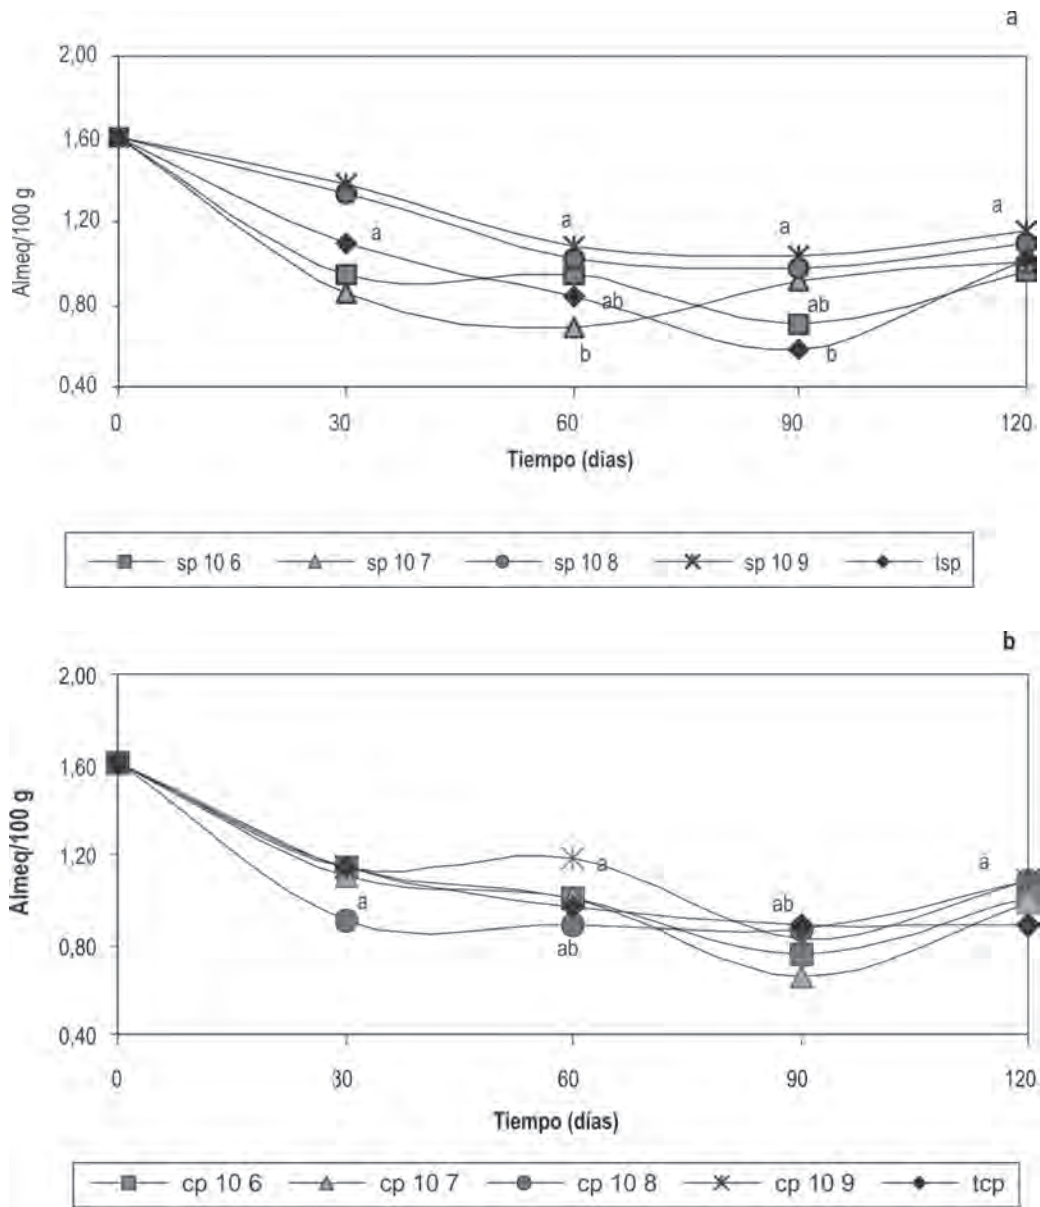 a
2,00
1,60
1,20
0,80
0,40
Almeq/100 g
a
a
a
a
ab
ab
b
b
0 30 60 90 120
Tiempo (días)
sp 10 6 sp 10 7 sp 10 8 sp 10 9 tsp
b
2,00
1,60
1,20
0,80
0,40
Almeq/100 g
a
a
ab
a
ab
0 30 60 90 120
Tiempo (días)
cp 10 6 cp 10 7 cp 10 8 cp 10 9 tcp